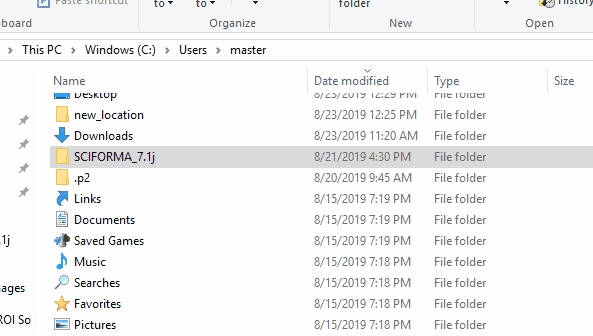 board
Paste shortcut
to
to
folder
History
Organize
New
Open
This PC > Windows (C:) > Users > master
Name Date modified Type Size
Desktop 8/23/2019 12:29 PM File folder
new_location 8/23/2019 12:25 PM File folder
Downloads 8/23/2019 11:20 AM File folder
SCIFORMA_7.1j 8/21/2019 4:30 PM File folder
.p2 8/20/2019 9:45 AM File folder
Links 8/15/2019 7:19 PM File folder
Documents 8/15/2019 7:19 PM File folder
.1j
Saved Games 8/15/2019 7:19 PM File folder
Music 8/15/2019 7:18 PM File folder
ages
Searches 8/15/2019 7:18 PM File folder
Favorites 8/15/2019 7:18 PM File folder
ROI So
Pictures 8/15/2019 7:18 PM File folder